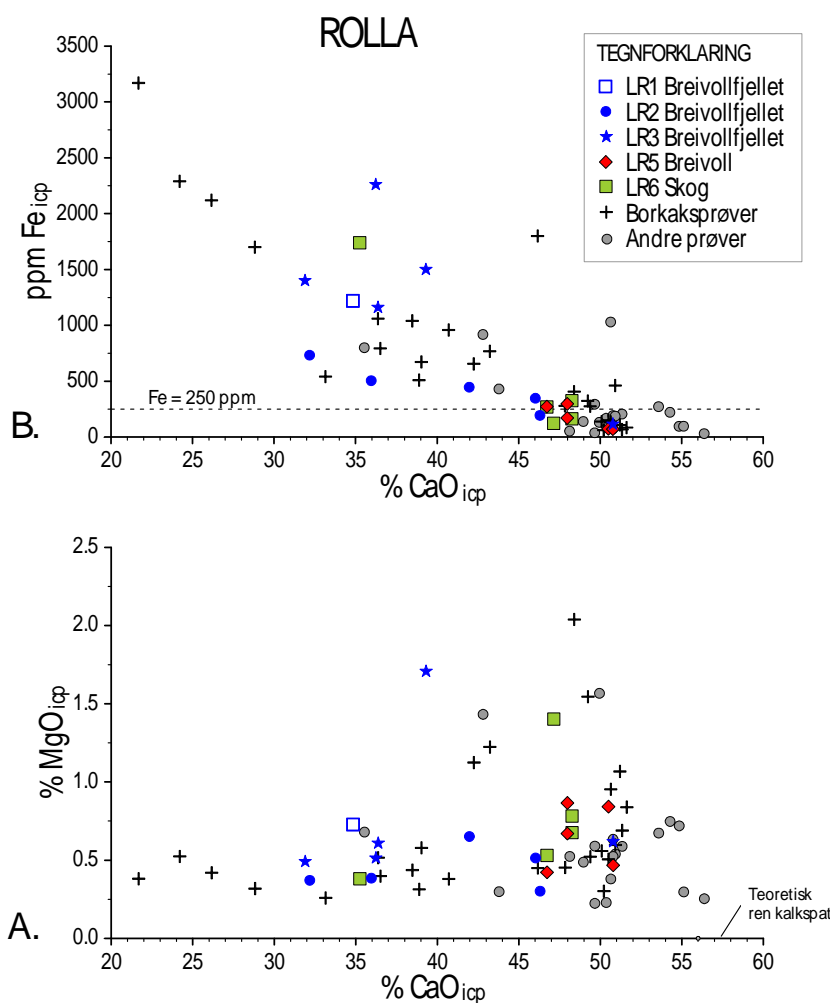 ROLLA
3500
3000
2500
2000
1500
1000
500
0
ppm Fe icp
Fe = 250 ppm
B.
20 25 30 35 40 45 50 55 60
% CaO icp
TEGNFORKLARING
LR1 Breivollfjellet
LR2 Breivollfjellet
LR3 Breivollfjellet
LR5 Breivoll
LR6 Skog
Borkaksprøver
Andre prøver
2.5
2.0
1.5
1.0
0.5
0.0
% MgO icp
Teoretisk
ren kalkspat
A.
20 25 30 35 40 45 50 55 60
% CaO icp